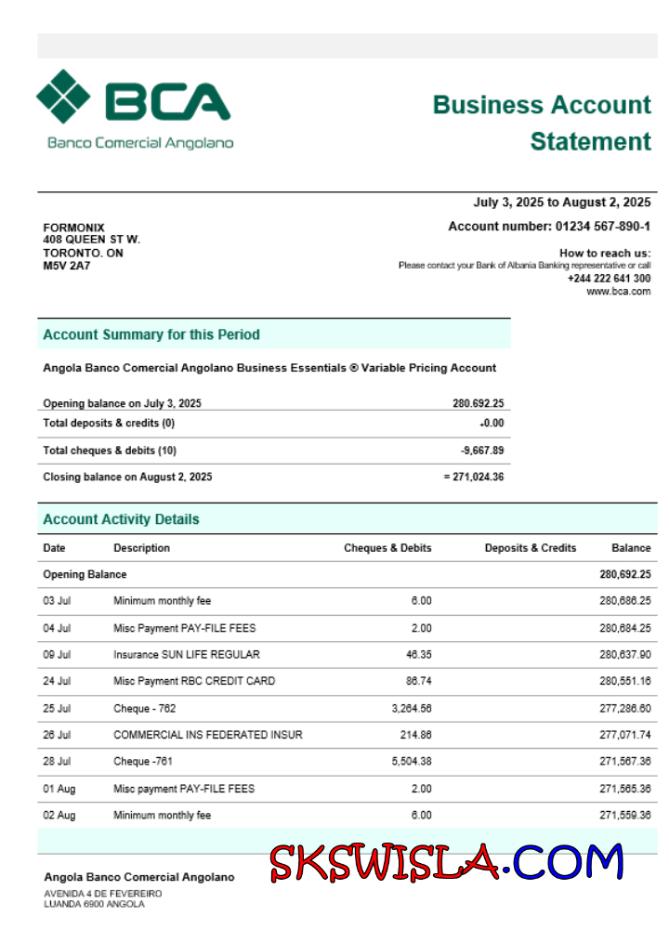 BCA
Banco Comercial Angolano
Business Account
Statement
July 3, 2025 to August 2, 2025
FORMONIX
408 QUEEN ST W.
TORONTO. ON
M5V 2A7
Account number: 01234 567-890-1
How to reach us:
Please contact your Bank of Albania Banking representative or call
+244 222 641 300
www.bca.com
Account Summary for this Period
Angola Banco Comercial Angolano Business Essentials ® Variable Pricing Account
Opening balance on July 3, 2025 280.692.25
Total deposits & credits (0) +0.00
Total cheques & debits (10) -9,667.89
Closing balance on August 2, 2025 = 271,024.36
Account Activity Details
Date Description Cheques & Debits Deposits & Credits Balance
Opening Balance 280,692.25
03 Jul Minimum monthly fee 6.00 280,686.25
04 Jul Misc Payment PAY-FILE FEES 2.00 280,684.25
09 Jul Insurance SUN LIFE REGULAR 46.35 280,637.90
24 Jul Misc Payment RBC CREDIT CARD 86.74 280,551.16
25 Jul Cheque - 762 3,264.56 277,286.60
26 Jul COMMERCIAL INS FEDERATED INSUR 214.86 277,071.74
28 Jul Cheque -761 5,504.38 271,567.36
01 Aug Misc payment PAY-FILE FEES 2.00 271,565.36
02 Aug Minimum monthly fee 6.00 271,559.36
SKSWISLA.COM
Angola Banco Comercial Angolano
AVENIDA 4 DE FEVEREIRO
LUANDA 6900 ANGOLA